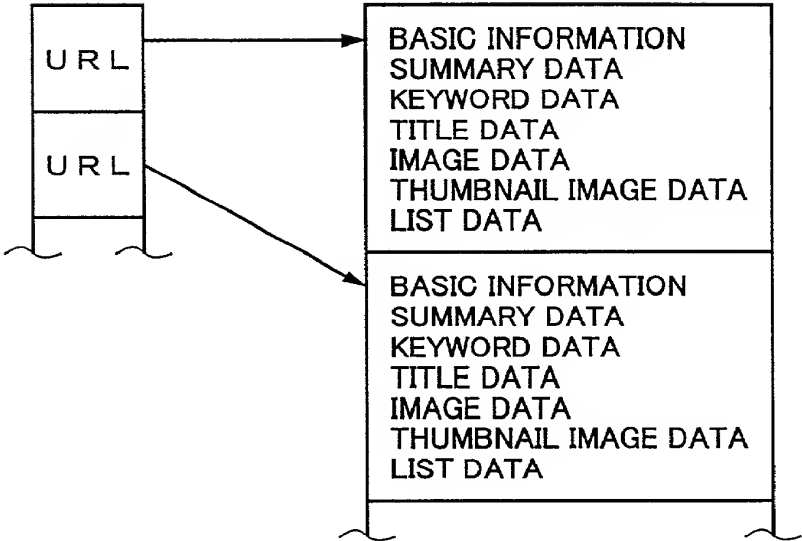 URL
BASIC INFORMATION
SUMMARY DATA
KEYWORD DATA
TITLE DATA
IMAGE DATA
THUMBNAIL IMAGE DATA
LIST DATA
URL
BASIC INFORMATION
SUMMARY DATA
KEYWORD DATA
TITLE DATA
IMAGE DATA
THUMBNAIL IMAGE DATA
LIST DATA